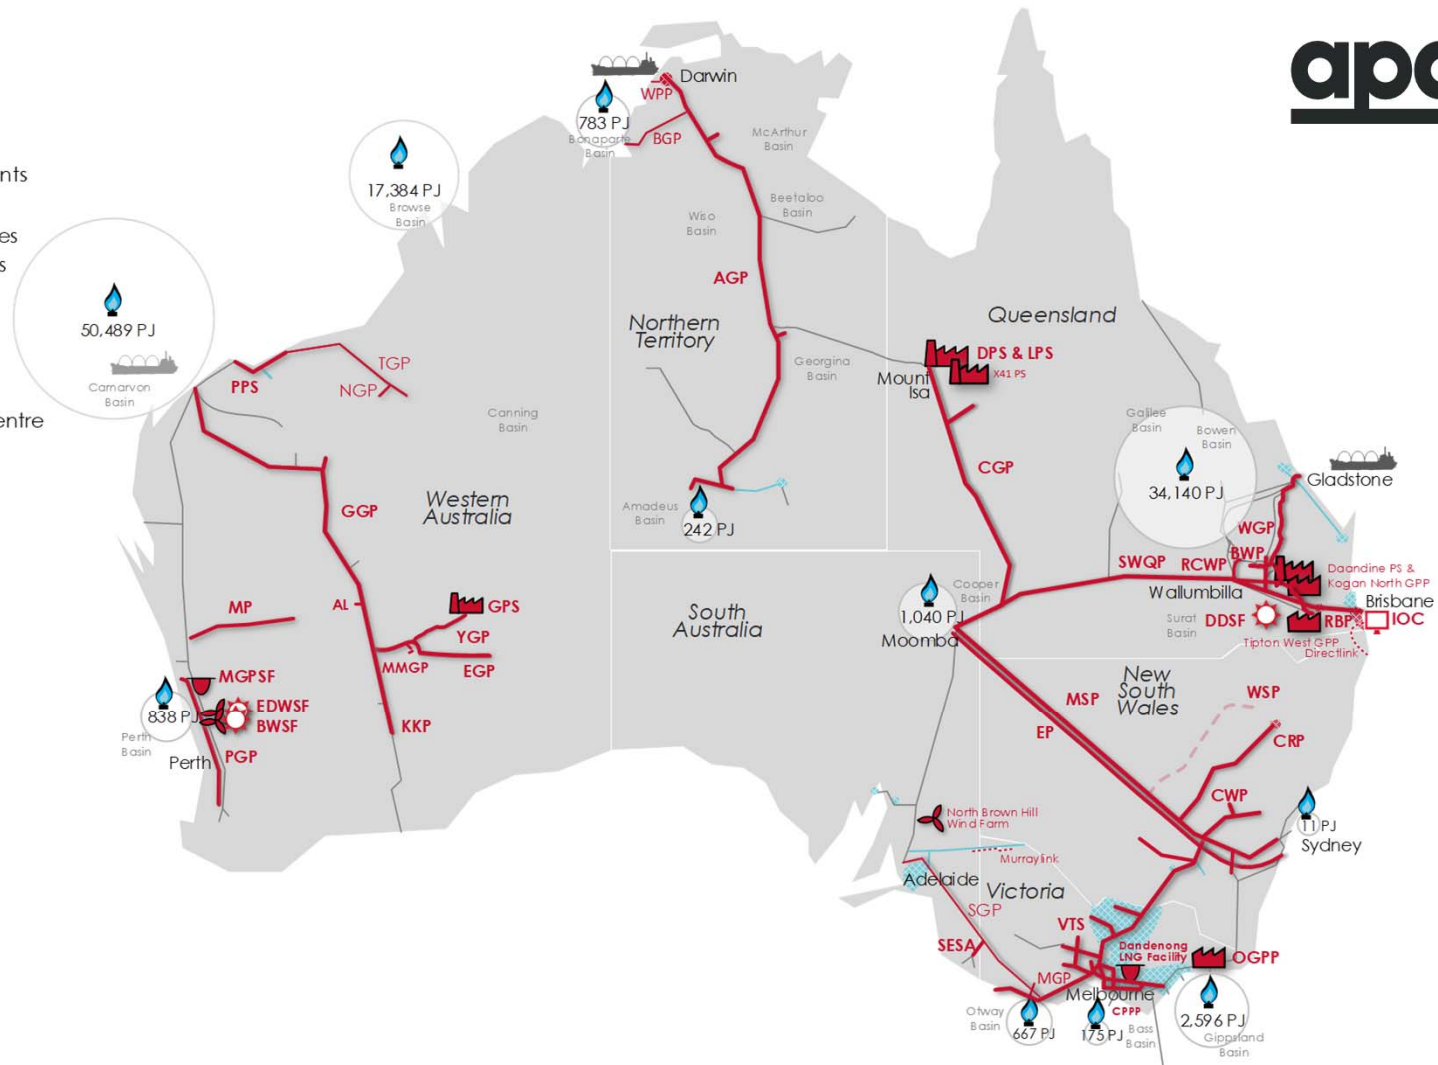 apa
Darwin
WPP
783 PJ
Bonaparte
Basin
BGP
McArthur
Basin
nts
17,384 PJ
Browse
Basin
Beetaloo
Basin
Wiso
Basin
es
s
AGP
50,489 PJ
Carnarvon
Basin
Northern
Territory
Queensland
DPS & LPS
X41 PS
Mount
Isa
TGP
NGP
PPS
Georgina
Basin
entre
Canning
Basin
Galilee
Basin
Bowen
Basin
CGP
34,140 PJ
Gladstone
Western
Australia
GGP
Amadeus
Basin
242 PJ
WGP
BWP
SWQP
RCWP
Wallumbilla
Daandine PS &
Kogan North GPP
Brisbane
IOC
RBP
Surat
Basin
DDSF
Tipton West GPP
Directlink
Cooper
Basin
1,040 PJ
Moomba
South
Australia
AL
GPS
MP
YGP
MMGP
EGP
MGPSF
EDWSF
BWSF
838 PJ
Perth
Basin
Perth
PGP
KKP
New
South
Wales
MSP
EP
WSP
CRP
CWP
11 PJ
Sydney
North Brown Hill
Wind Farm
Murraylink
Adelaide
Victoria
SGP
SESA
VTS
Dandenong
LNG Facility
OGPP
MGP
Melbourne
CPPP
Otway
Basin
667 PJ
175 PJ
Bass
Basin
2,596 PJ
Gippsland
Basin